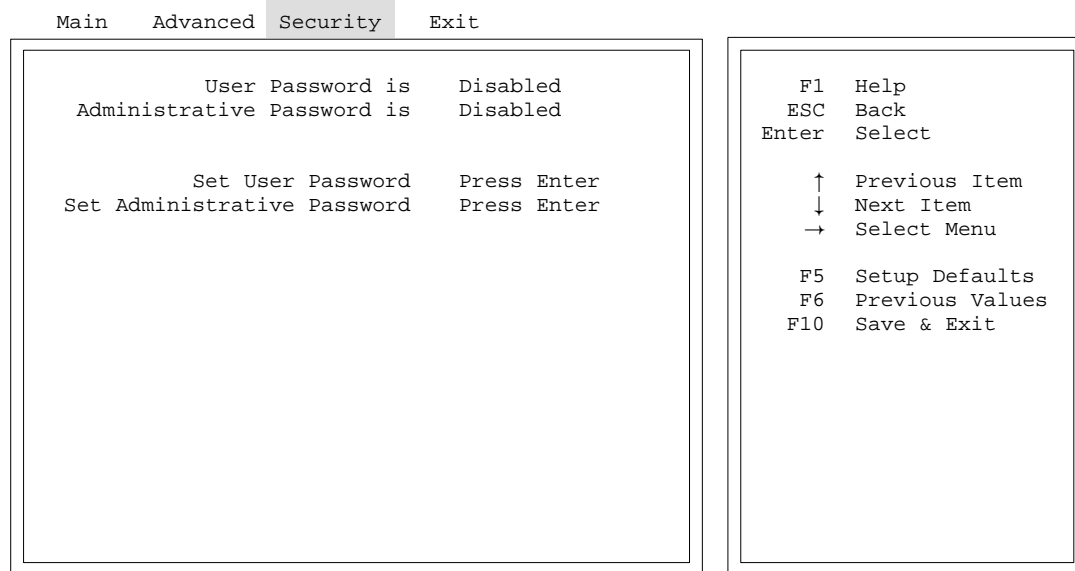 Main Advanced Security Exit
User Password is Disabled
Administrative Password is Disabled
Set User Password Press Enter
Set Administrative Password Press Enter
F1 Help
ESC Back
Enter Select
↑ Previous Item
↓ Next Item
→ Select Menu
F5 Setup Defaults
F6 Previous Values
F10 Save & Exit